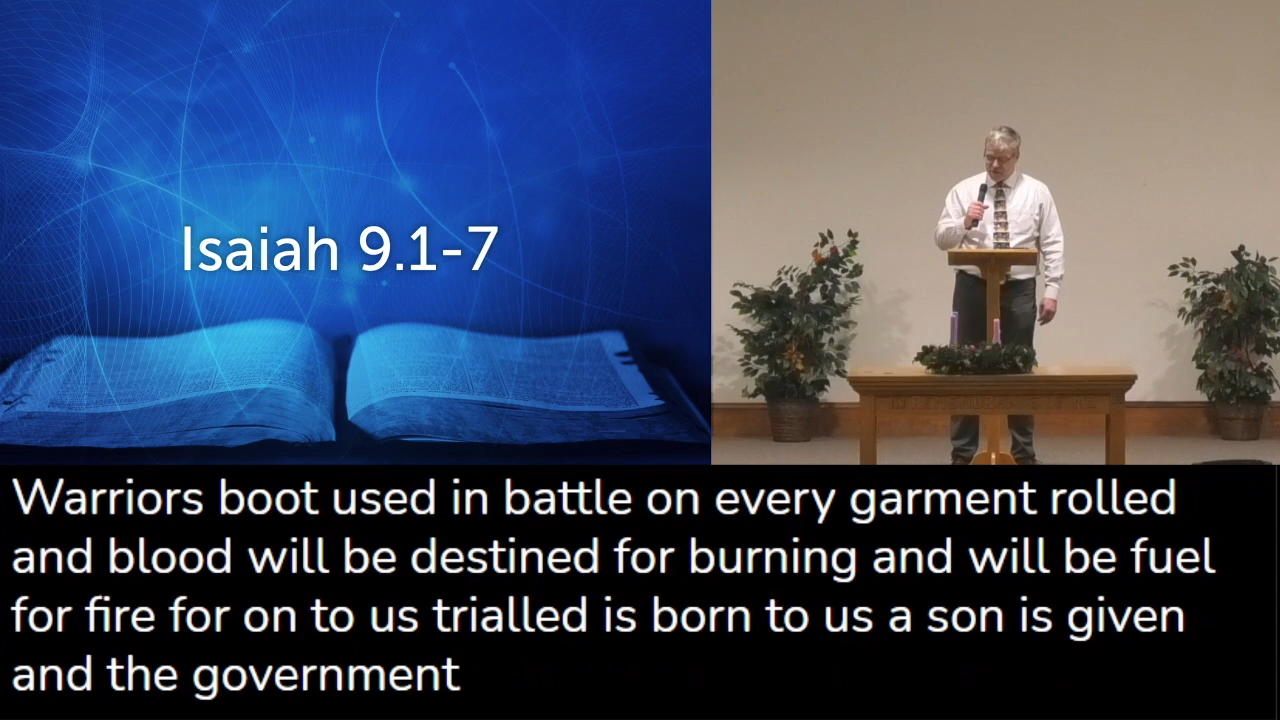 Isaiah 9.1-7
Warriors boot used in battle on every garment rolled
and blood will be destined for burning and will be fuel
for fire for on to us trialled is born to us a son is given
and the government